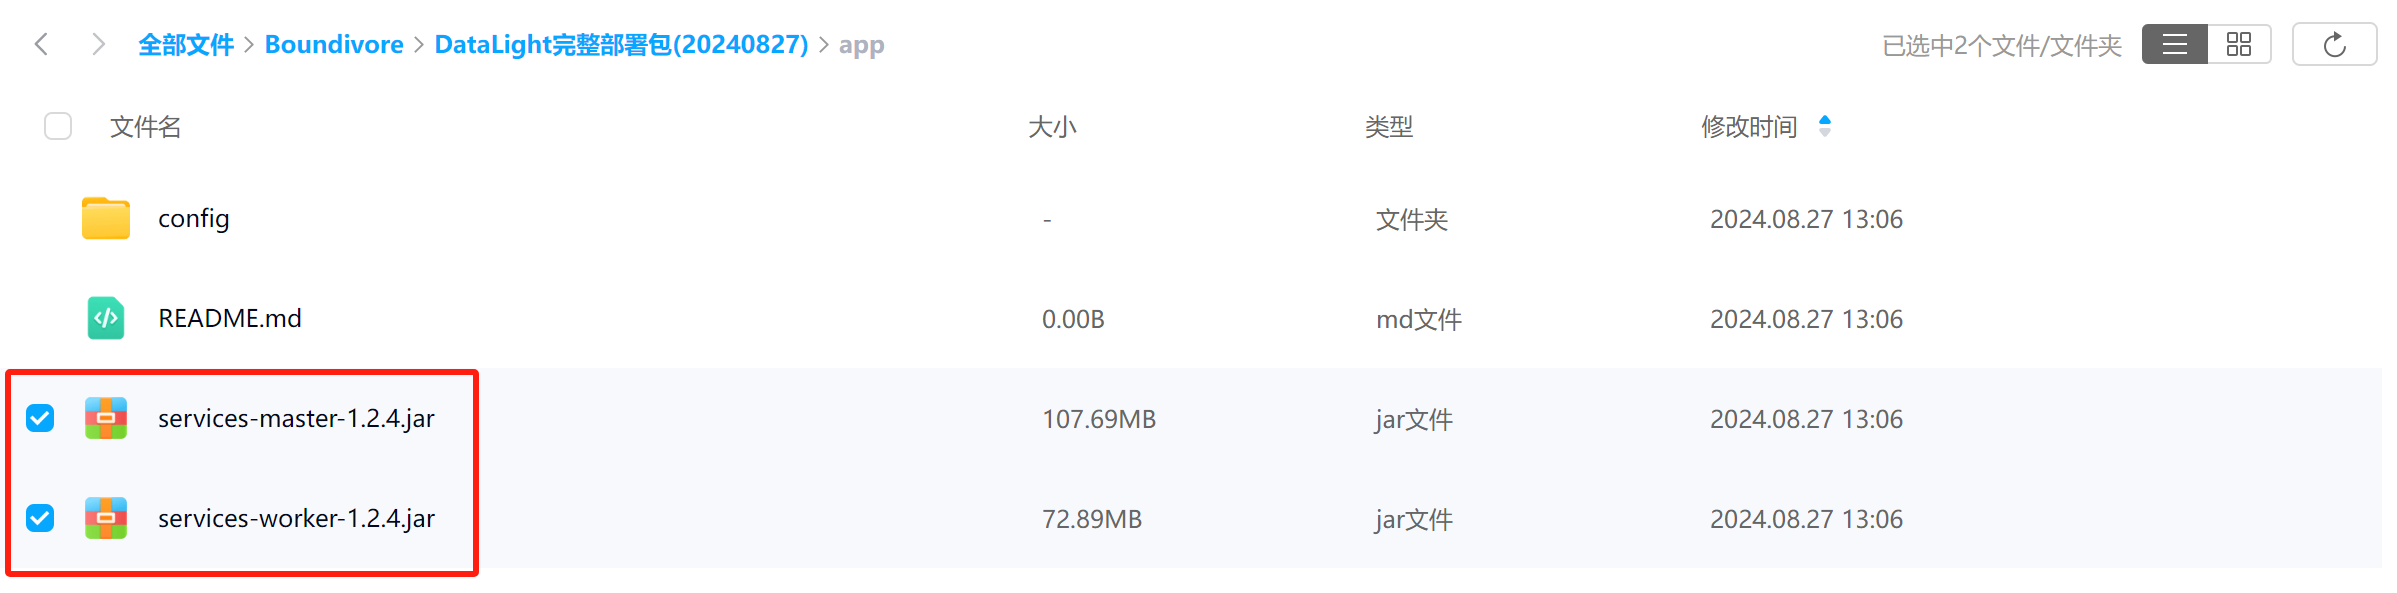 全部文件 > Boundivore > DataLight完整部署包(20240827) > app 已选中2个文件/文件夹
文件名 大小 类型 修改时间
config - 文件夹 2024.08.27 13:06
README.md 0.00B md文件 2024.08.27 13:06
services-master-1.2.4.jar 107.69MB jar文件 2024.08.27 13:06
services-worker-1.2.4.jar 72.89MB jar文件 2024.08.27 13:06